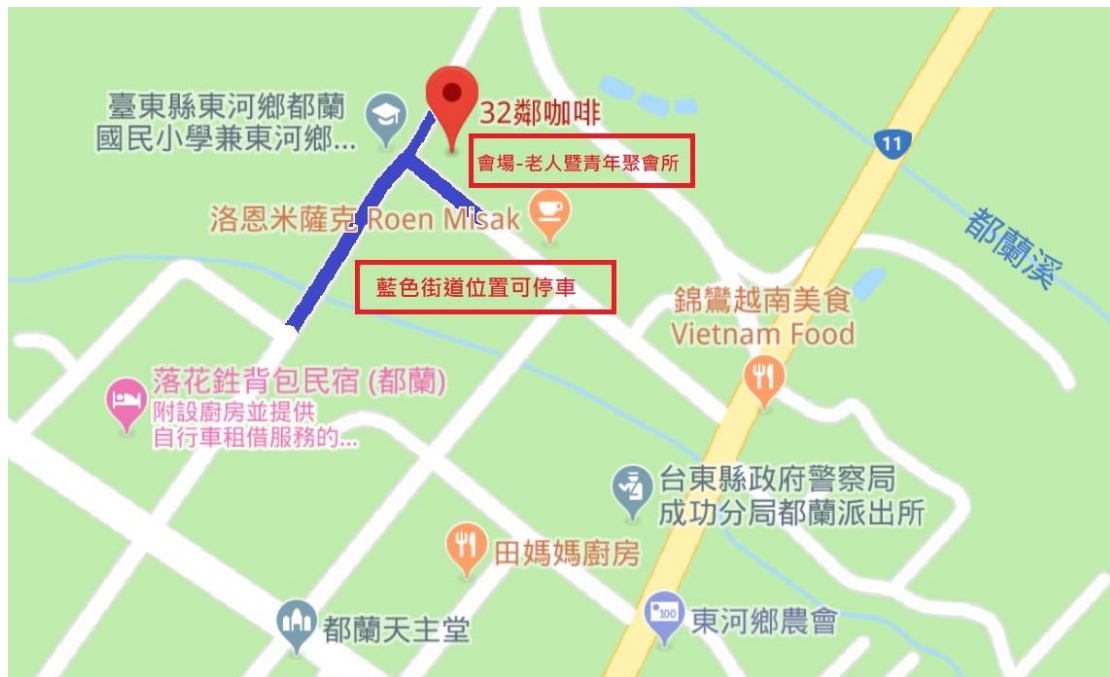 臺東縣東河鄉都蘭
國民小學兼東河鄉...
32鄰咖啡
會場-老人暨青年聚會所
11
洛恩米薩克 Roen Misak
都蘭溪
藍色街道位置可停車
錦鸞越南美食
Vietnam Food
落花鉎背包民宿 (都蘭)
附設廚房並提供
自行車租借服務的...
台東縣政府警察局
成功分局都蘭派出所
田媽媽廚房
都蘭天主堂
100
東河鄉農會